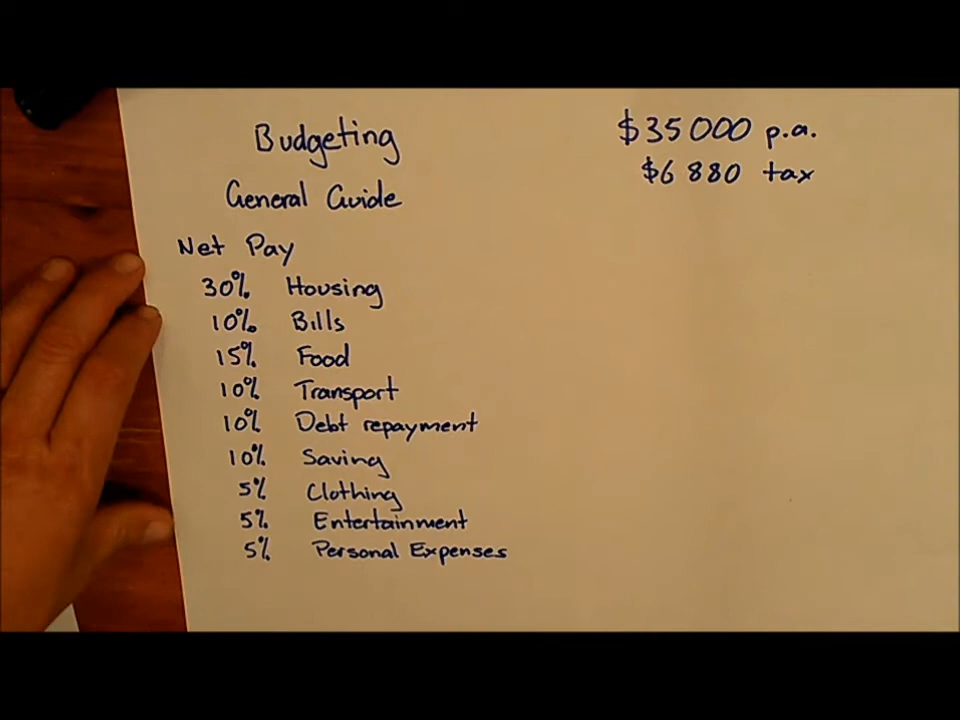 Budgeting
General Guide
Net Pay
30% Housing
10% Bills
15% Food
10% Transport
10% Debt repayment
10% Saving
5% Clothing
5% Entertainment
5% Personal Expenses
$35 000 p.a.
$6 880 tax